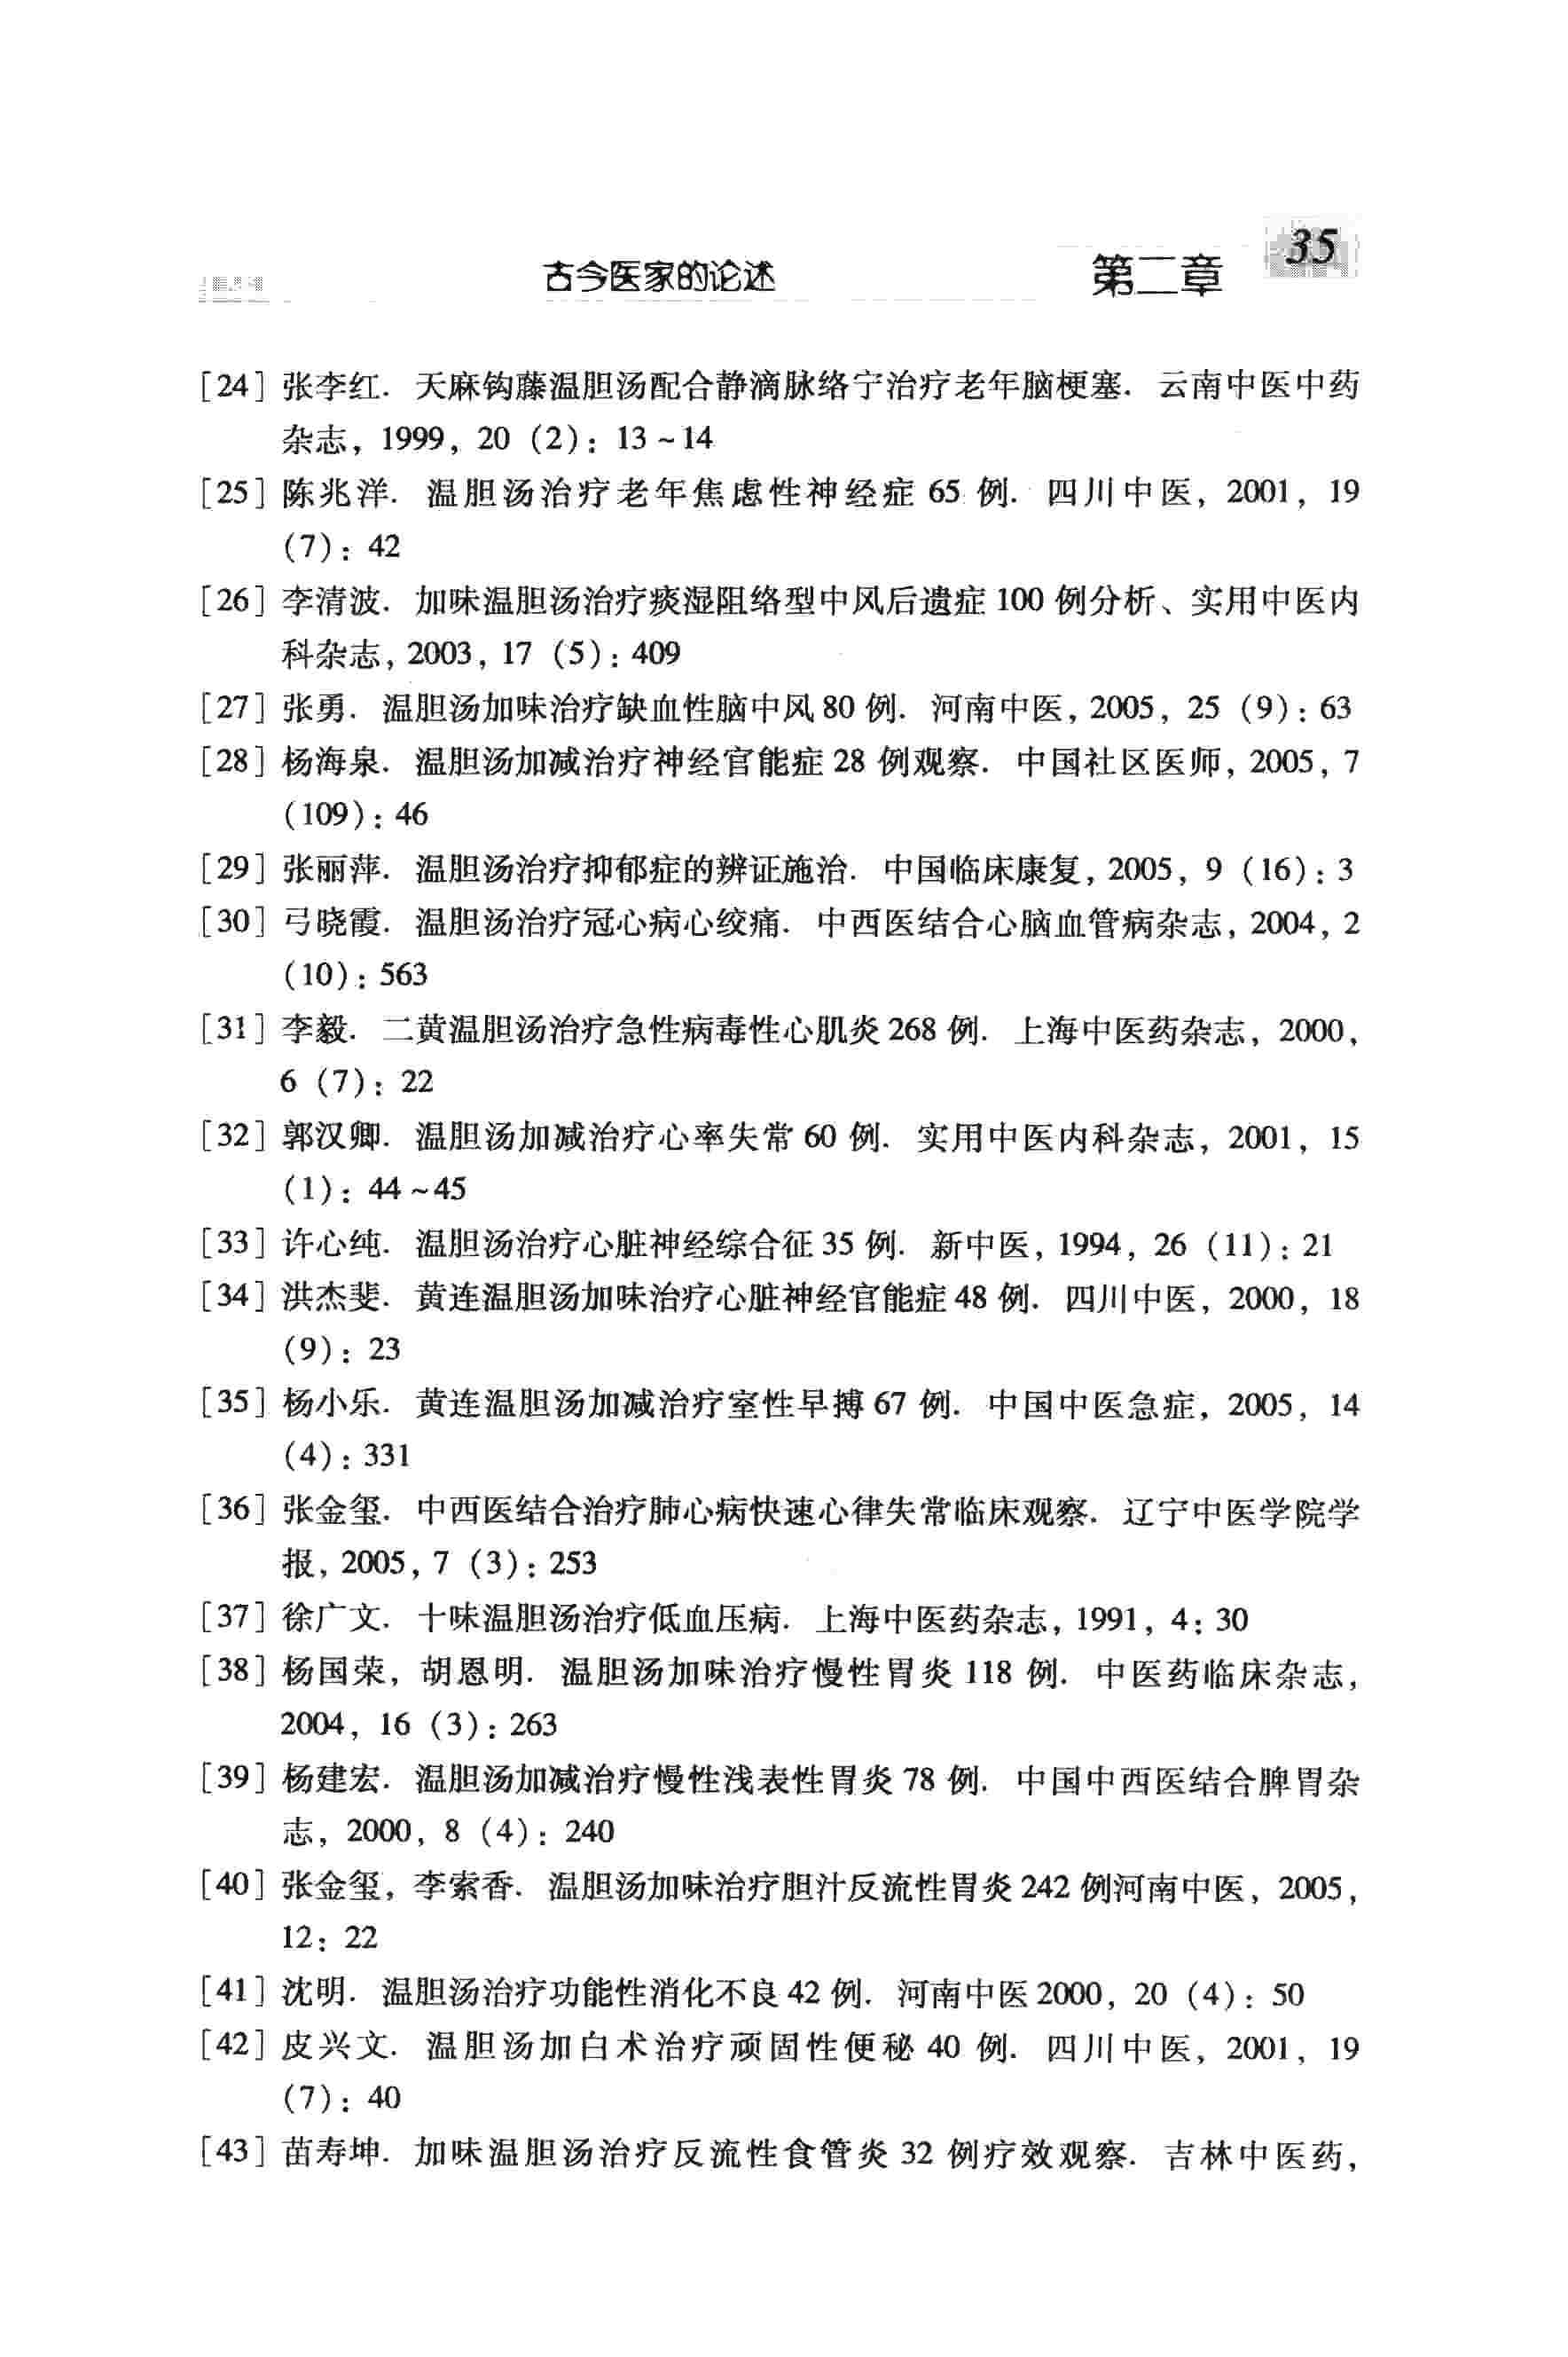 古今医家的论述 第二章 35
[24] 张李红. 天麻钩藤温胆汤配合静滴脉络宁治疗老年脑梗塞. 云南中医中药
杂志, 1999, 20 (2): 13~14
[25] 陈兆洋. 温胆汤治疗老年焦虑性神经症 65 例. 四川中医, 2001, 19
(7): 42
[26] 李清波. 加味温胆汤治疗痰湿阻络型中风后遗症 100 例分析、实用中医内
科杂志, 2003, 17 (5): 409
[27] 张勇. 温胆汤加味治疗缺血性脑中风 80 例. 河南中医, 2005, 25 (9): 63
[28] 杨海泉. 温胆汤加减治疗神经官能症 28 例观察. 中国社区医师, 2005, 7
(109): 46
[29] 张丽萍. 温胆汤治疗抑郁症的辨证施治. 中国临床康复, 2005, 9 (16): 3
[30] 弓晓霞. 温胆汤治疗冠心病心绞痛. 中西医结合心脑血管病杂志, 2004, 2
(10): 563
[31] 李毅. 二黄温胆汤治疗急性病毒性心肌炎 268 例. 上海中医药杂志, 2000,
6 (7): 22
[32] 郭汉卿. 温胆汤加减治疗心率失常 60 例. 实用中医内科杂志, 2001, 15
(1): 44~45
[33] 许心纯. 温胆汤治疗心脏神经综合征 35 例. 新中医, 1994, 26 (11): 21
[34] 洪杰斐. 黄连温胆汤加味治疗心脏神经官能症 48 例. 四川中医, 2000, 18
(9): 23
[35] 杨小乐. 黄连温胆汤加减治疗室性早搏 67 例. 中国中医急症, 2005, 14
(4): 331
[36] 张金玺. 中西医结合治疗肺心病快速心律失常临床观察. 辽宁中医学院学
报, 2005, 7 (3): 253
[37] 徐广文. 十味温胆汤治疗低血压病. 上海中医药杂志, 1991, 4: 30
[38] 杨国荣, 胡恩明. 温胆汤加味治疗慢性胃炎 118 例. 中医药临床杂志,
2004, 16 (3): 263
[39] 杨建宏. 温胆汤加减治疗慢性浅表性胃炎 78 例. 中国中西医结合脾胃杂
志, 2000, 8 (4): 240
[40] 张金玺, 李索香. 温胆汤加味治疗胆汁反流性胃炎 242 例河南中医, 2005,
12: 22
[41] 沈明. 温胆汤治疗功能性消化不良 42 例. 河南中医 2000, 20 (4): 50
[42] 皮兴文. 温胆汤加白术治疗顽固性便秘 40 例. 四川中医, 2001, 19
(7): 40
[43] 苗寿坤. 加味温胆汤治疗反流性食管炎 32 例疗效观察. 吉林中医药,